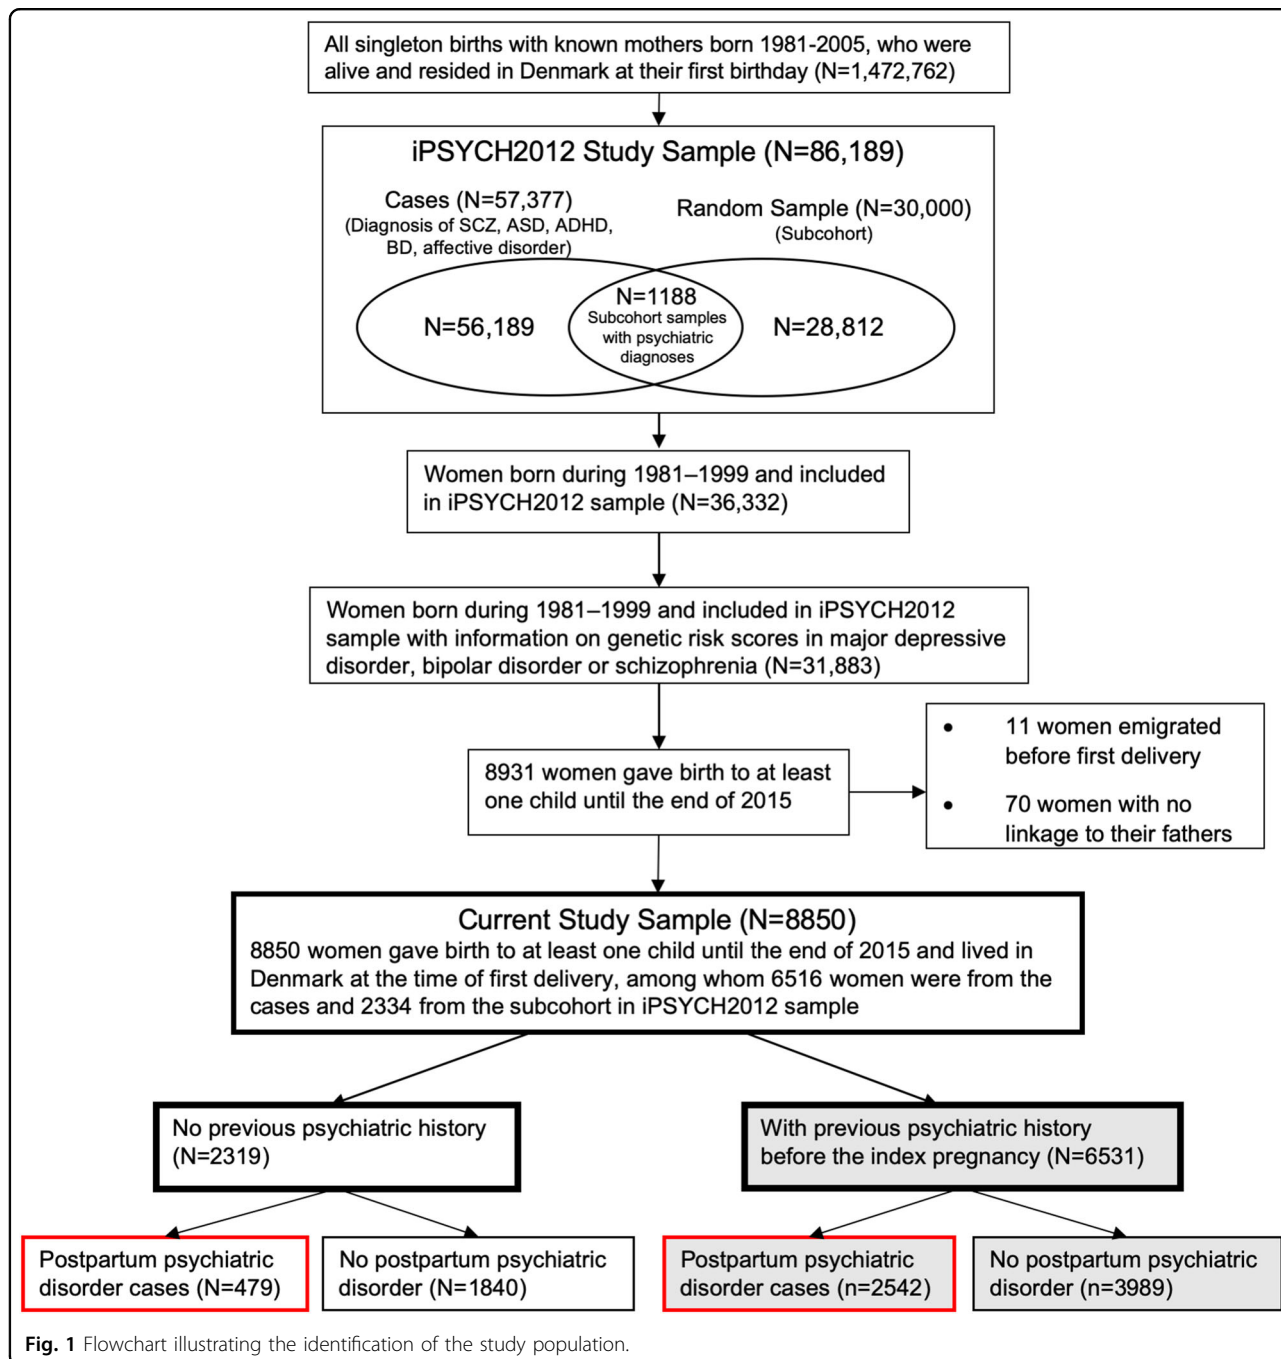 All singleton births with known mothers born 1981-2005, who were
alive and resided in Denmark at their first birthday (N=1,472,762)
iPSYCH2012 Study Sample (N=86,189)
Cases (N=57,377)
(Diagnosis of SCZ, ASD, ADHD,
BD, affective disorder)
Random Sample (N=30,000)
(Subcohort)
N=56,189
N=1188
Subcohort samples
with psychiatric
diagnoses
N=28,812
Women born during 1981–1999 and included
in iPSYCH2012 sample (N=36,332)
Women born during 1981–1999 and included in iPSYCH2012
sample with information on genetic risk scores in major depressive
disorder, bipolar disorder or schizophrenia (N=31,883)
8931 women gave birth to at least
one child until the end of 2015
• 11 women emigrated
before first delivery
• 70 women with no
linkage to their fathers
Current Study Sample (N=8850)
8850 women gave birth to at least one child until the end of 2015 and lived in
Denmark at the time of first delivery, among whom 6516 women were from the
cases and 2334 from the subcohort in iPSYCH2012 sample
No previous psychiatric history
(N=2319)
With previous psychiatric history
before the index pregnancy (N=6531)
Postpartum psychiatric
disorder cases (N=479)
No postpartum psychiatric
disorder (N=1840)
Postpartum psychiatric
disorder cases (n=2542)
No postpartum psychiatric
disorder (n=3989)
Fig. 1 Flowchart illustrating the identification of the study population.